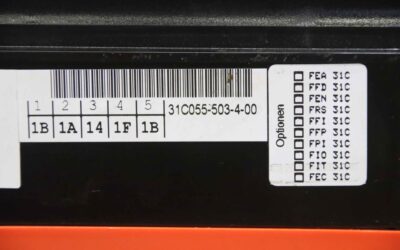 1 2 3 4 5
1B 1A 14 1F 1B
31C055-503-4-00
Optionen
FEA 31C
FFD 31C
FEN 31C
FRS 31C
FFI 31C
FFP 31C
FPI 31C
FIO 31C
FIT 31C
FEC 31C